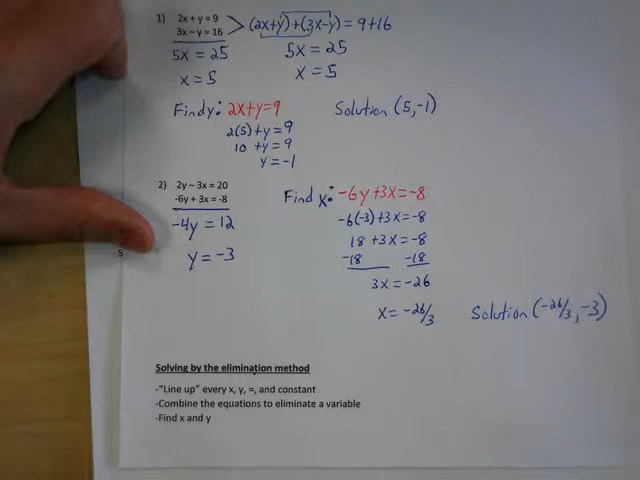 1) 2x + y = 9
3x – y = 16
(2x+y)+(3x-y) = 9+16
5x = 25
5x = 25
x = 5
x = 5
Find y: 2x+y=9
Solution (5,-1)
2(5)+y = 9
10 +y = 9
y = -1
2) 2y – 3x = 20
-6y + 3x = -8
Find x: -6y+3x=-8
-4y = 12
-6(-3)+3x=-8
18 +3x = -8
y = -3
-18 -18
3x = -26
x = -26/3
Solution (-26/3, -3)
5
Solving by the elimination method
-"Line up" every x, y, =, and constant
-Combine the equations to eliminate a variable
-Find x and y